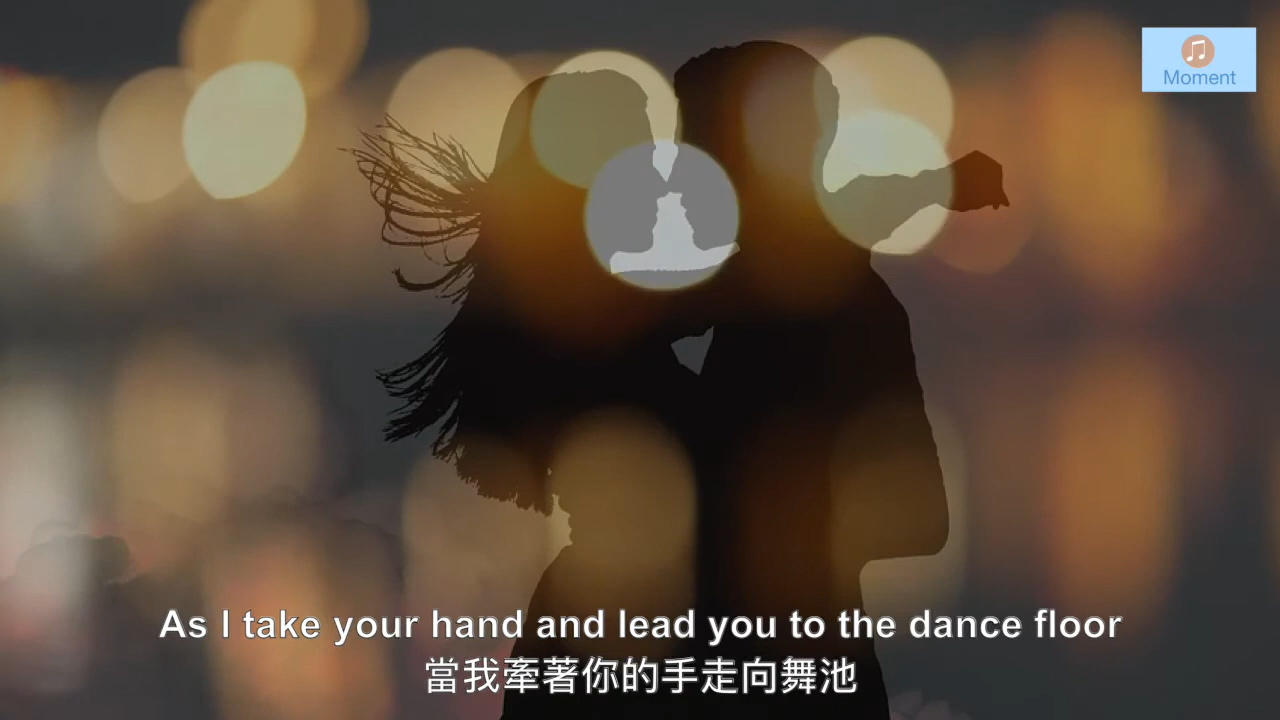 Moment
As I take your hand and lead you to the dance floor
當我牽著你的手走向舞池